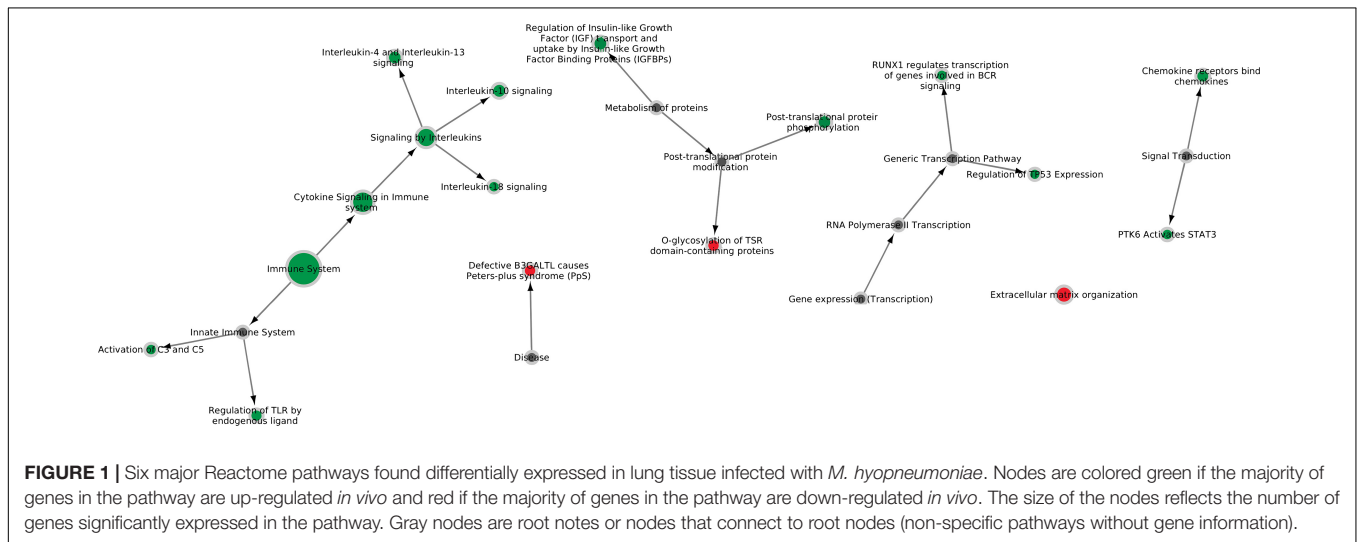 Interleukin-4 and Interleukin-13
signaling
Interleukin-10 signaling
Signaling by Interleukins
Interleukin-18 signaling
Cytokine Signaling in Immune
system
Immune System
Innate Immune System
Activation of C3 and C5
Regulation of TLR by
endogenous ligand
Defective B3GALTL causes
Peters-plus syndrome (PpS)
Disease
Regulation of Insulin-like Growth
Factor (IGF) transport and
uptake by Insulin-like Growth
Factor Binding Proteins (IGFBPs)
Metabolism of proteins
Post-translational protein
phosphorylation
Post-translational protein
modification
O-glycosylation of TSR
domain-containing proteins
RUNX1 regulates transcription
of genes involved in BCR
signaling
Generic Transcription Pathway
Regulation of TP53 Expression
RNA Polymerase II Transcription
Gene expression (Transcription)
Chemokine receptors bind
chemokines
Signal Transduction
PTK6 Activates STAT3
Extracellular matrix organization
FIGURE 1 | Six major Reactome pathways found differentially expressed in lung tissue infected with M. hyopneumoniae. Nodes are colored green if the majority of
genes in the pathway are up-regulated in vivo and red if the majority of genes in the pathway are down-regulated in vivo. The size of the nodes reflects the number of
genes significantly expressed in the pathway. Gray nodes are root notes or nodes that connect to root nodes (non-specific pathways without gene information).